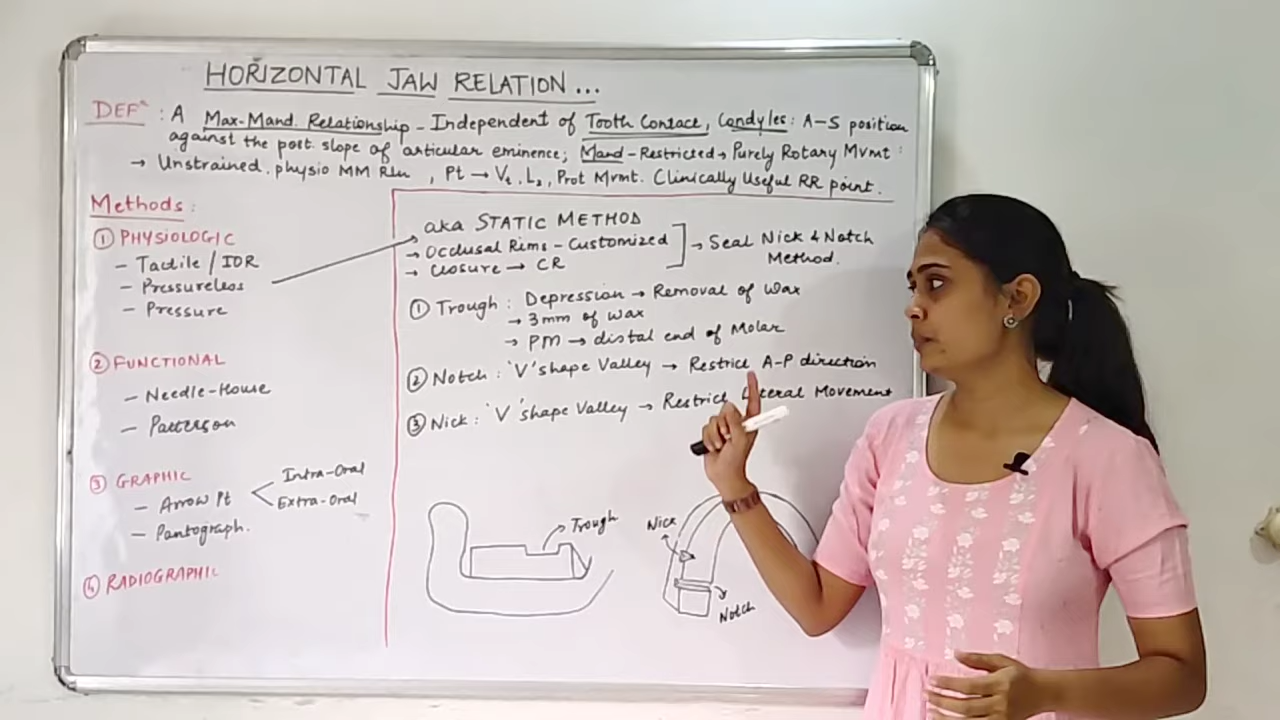 HORIZONTAL JAW RELATION...
DEFⁿ : A Max-Mand. Relationship - Independent of Tooth Contact, Condyles: A-S position
against the post. slope of articular eminence; Mand - Restricted → Purely Rotary Mvmt :
→ Unstrained, physio MM Rln , Pt → Vt, L2, Prot Mvmt. Clinically Useful RR point.
Methods :
① PHYSIOLOGIC
- Tactile / IDR
- Pressureless
- Pressure
② FUNCTIONAL
- Needle-House
- Patterson
③ GRAPHIC
- Arrow Pt
Intra-Oral
Extra-Oral
- Pantograph.
④ RADIOGRAPHIC
aka STATIC METHOD
→ Occlusal Rims - Customized
→ Closure → CR
→ Seal Nick & Notch
Method.
① Trough : Depression → Removal of Wax
→ 3mm of wax
→ PM → distal end of Molar
② Notch : 'V' shape Valley → Restrict A-P direction
③ Nick : 'V' shape Valley → Restrict Lateral Movement
Trough
Nick
Notch